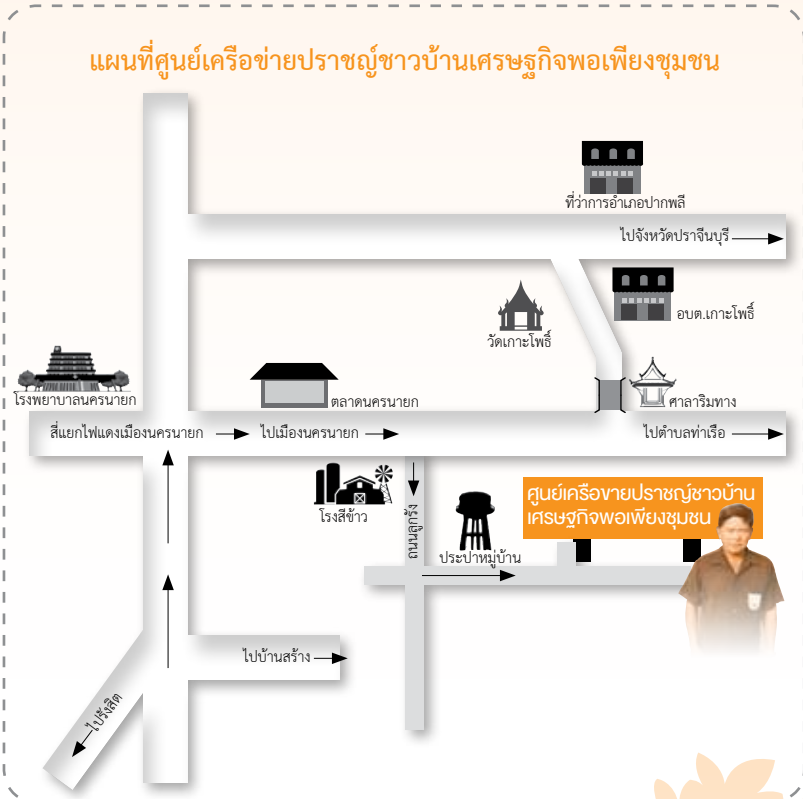 แผนที่ศูนย์เครือข่ายปราชญ์ชาวบ้านเศรษฐกิจพอเพียงชุมชน
ที่ว่าการอำเภอปากพลี
ไปจังหวัดปราจีนบุรี
อบต.เกาะโพธิ์
วัดเกาะโพธิ์
โรงพยาบาลนครนายก
ตลาดนครนายก
ศาลาริมทาง
สี่แยกไฟแดงเมืองนครนายก
ไปเมืองนครนายก
ไปตำบลท่าเรือ
โรงสีข้าว
ถนนลูกรัง
ประปาหมู่บ้าน
ศูนย์เครือขายปราชญ์ชาวบ้าน
เศรษฐกิจพอเพียงชุมชน
ไปบ้านสร้าง
ไปรังสิต